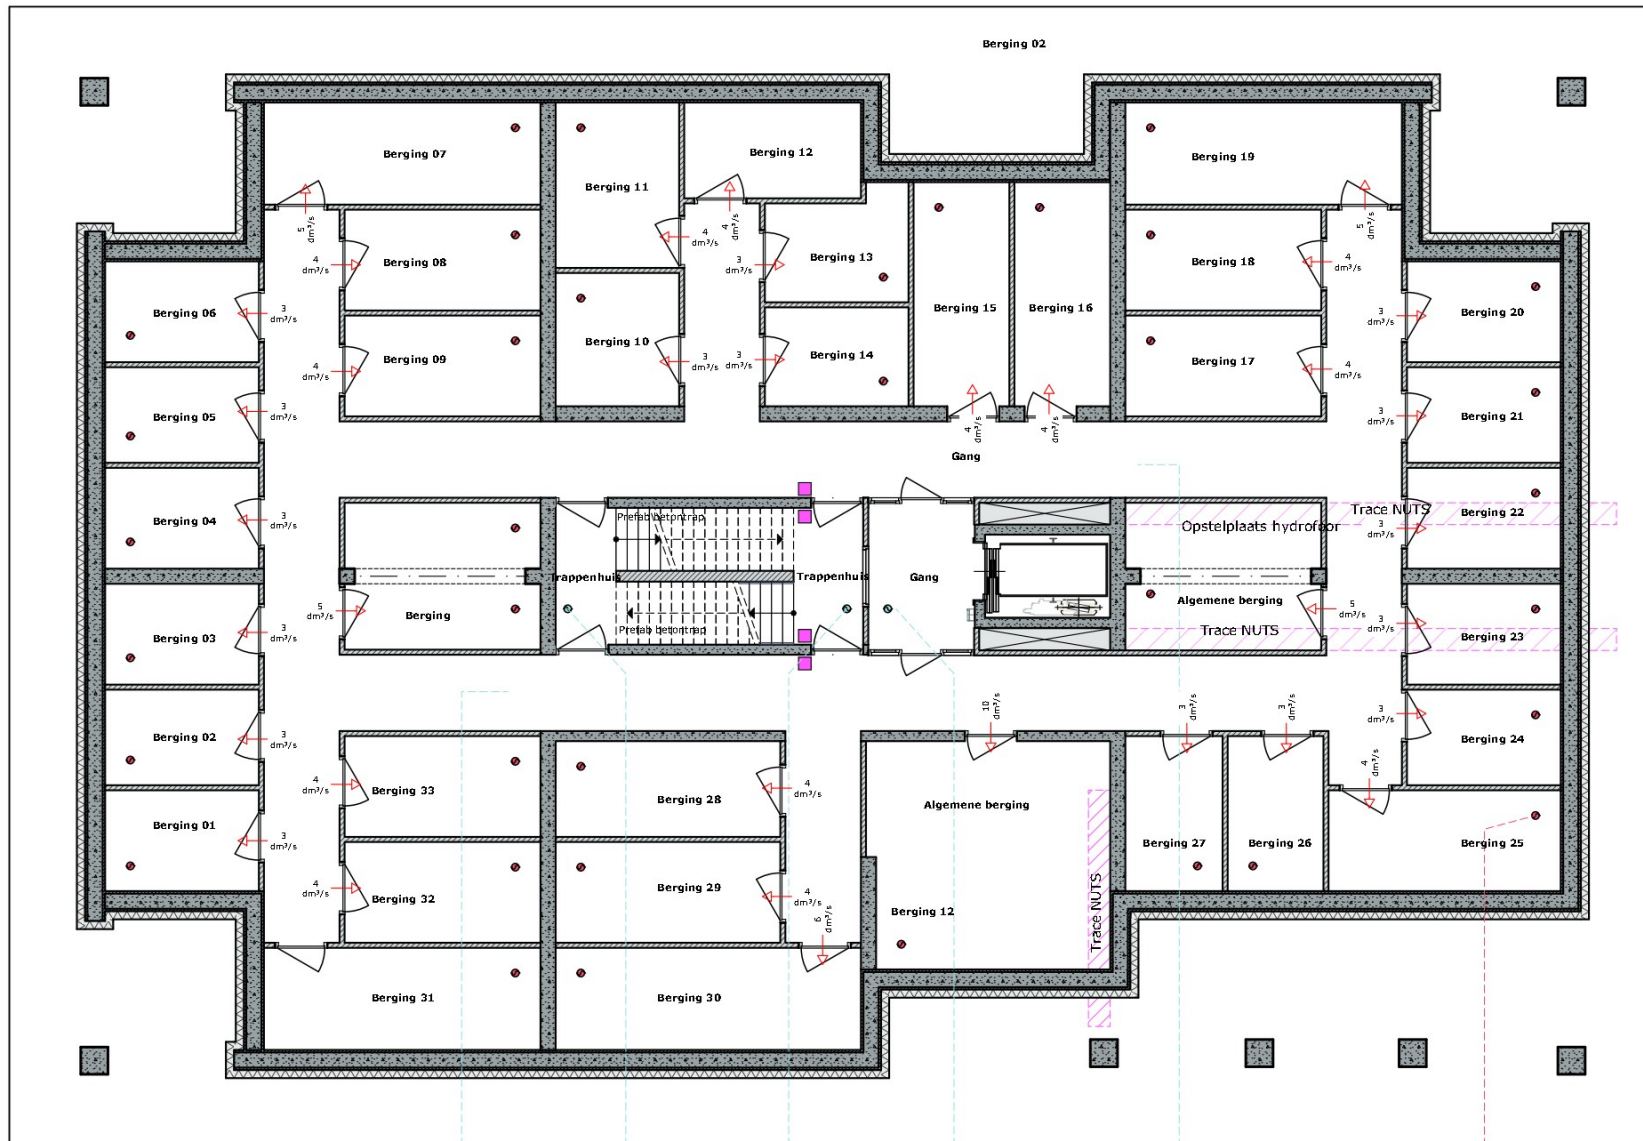 Berging 02
Berging 07
5
dm³/s
Berging 11
Berging 12
4
dm³/s
4
dm³/s
Berging 19
5
dm³/s
Berging 08
4
dm³/s
Berging 13
3
dm³/s
Berging 18
4
dm³/s
Berging 06
3
dm³/s
Berging 20
3
dm³/s
Berging 09
4
dm³/s
Berging 10
3
dm³/s
3
dm³/s
Berging 14
Berging 15
4
dm³/s
Berging 16
4
dm³/s
Berging 17
4
dm³/s
Berging 05
3
dm³/s
Berging 21
3
dm³/s
Gang
Berging 04
3
dm³/s
Prefab betontrap
Opstelplaats hydrofoor
Trace NUTS
3
dm³/s
Berging 22
Trappenhuis
Trappenhuis
Gang
Berging
5
dm³/s
Algemene berging
5
dm³/s
Prefab betontrap
Trace NUTS
Berging 03
3
dm³/s
3
dm³/s
Berging 23
Berging 02
3
dm³/s
10
dm³/s
3
dm³/s
3
dm³/s
3
dm³/s
Berging 24
4
dm³/s
Berging 33
4
dm³/s
Berging 28
4
dm³/s
Algemene berging
Berging 01
3
dm³/s
Berging 27
Berging 26
Berging 25
Berging 32
4
dm³/s
Berging 29
4
dm³/s
6
dm³/s
Berging 12
Trace NUTS
Berging 31
Berging 30